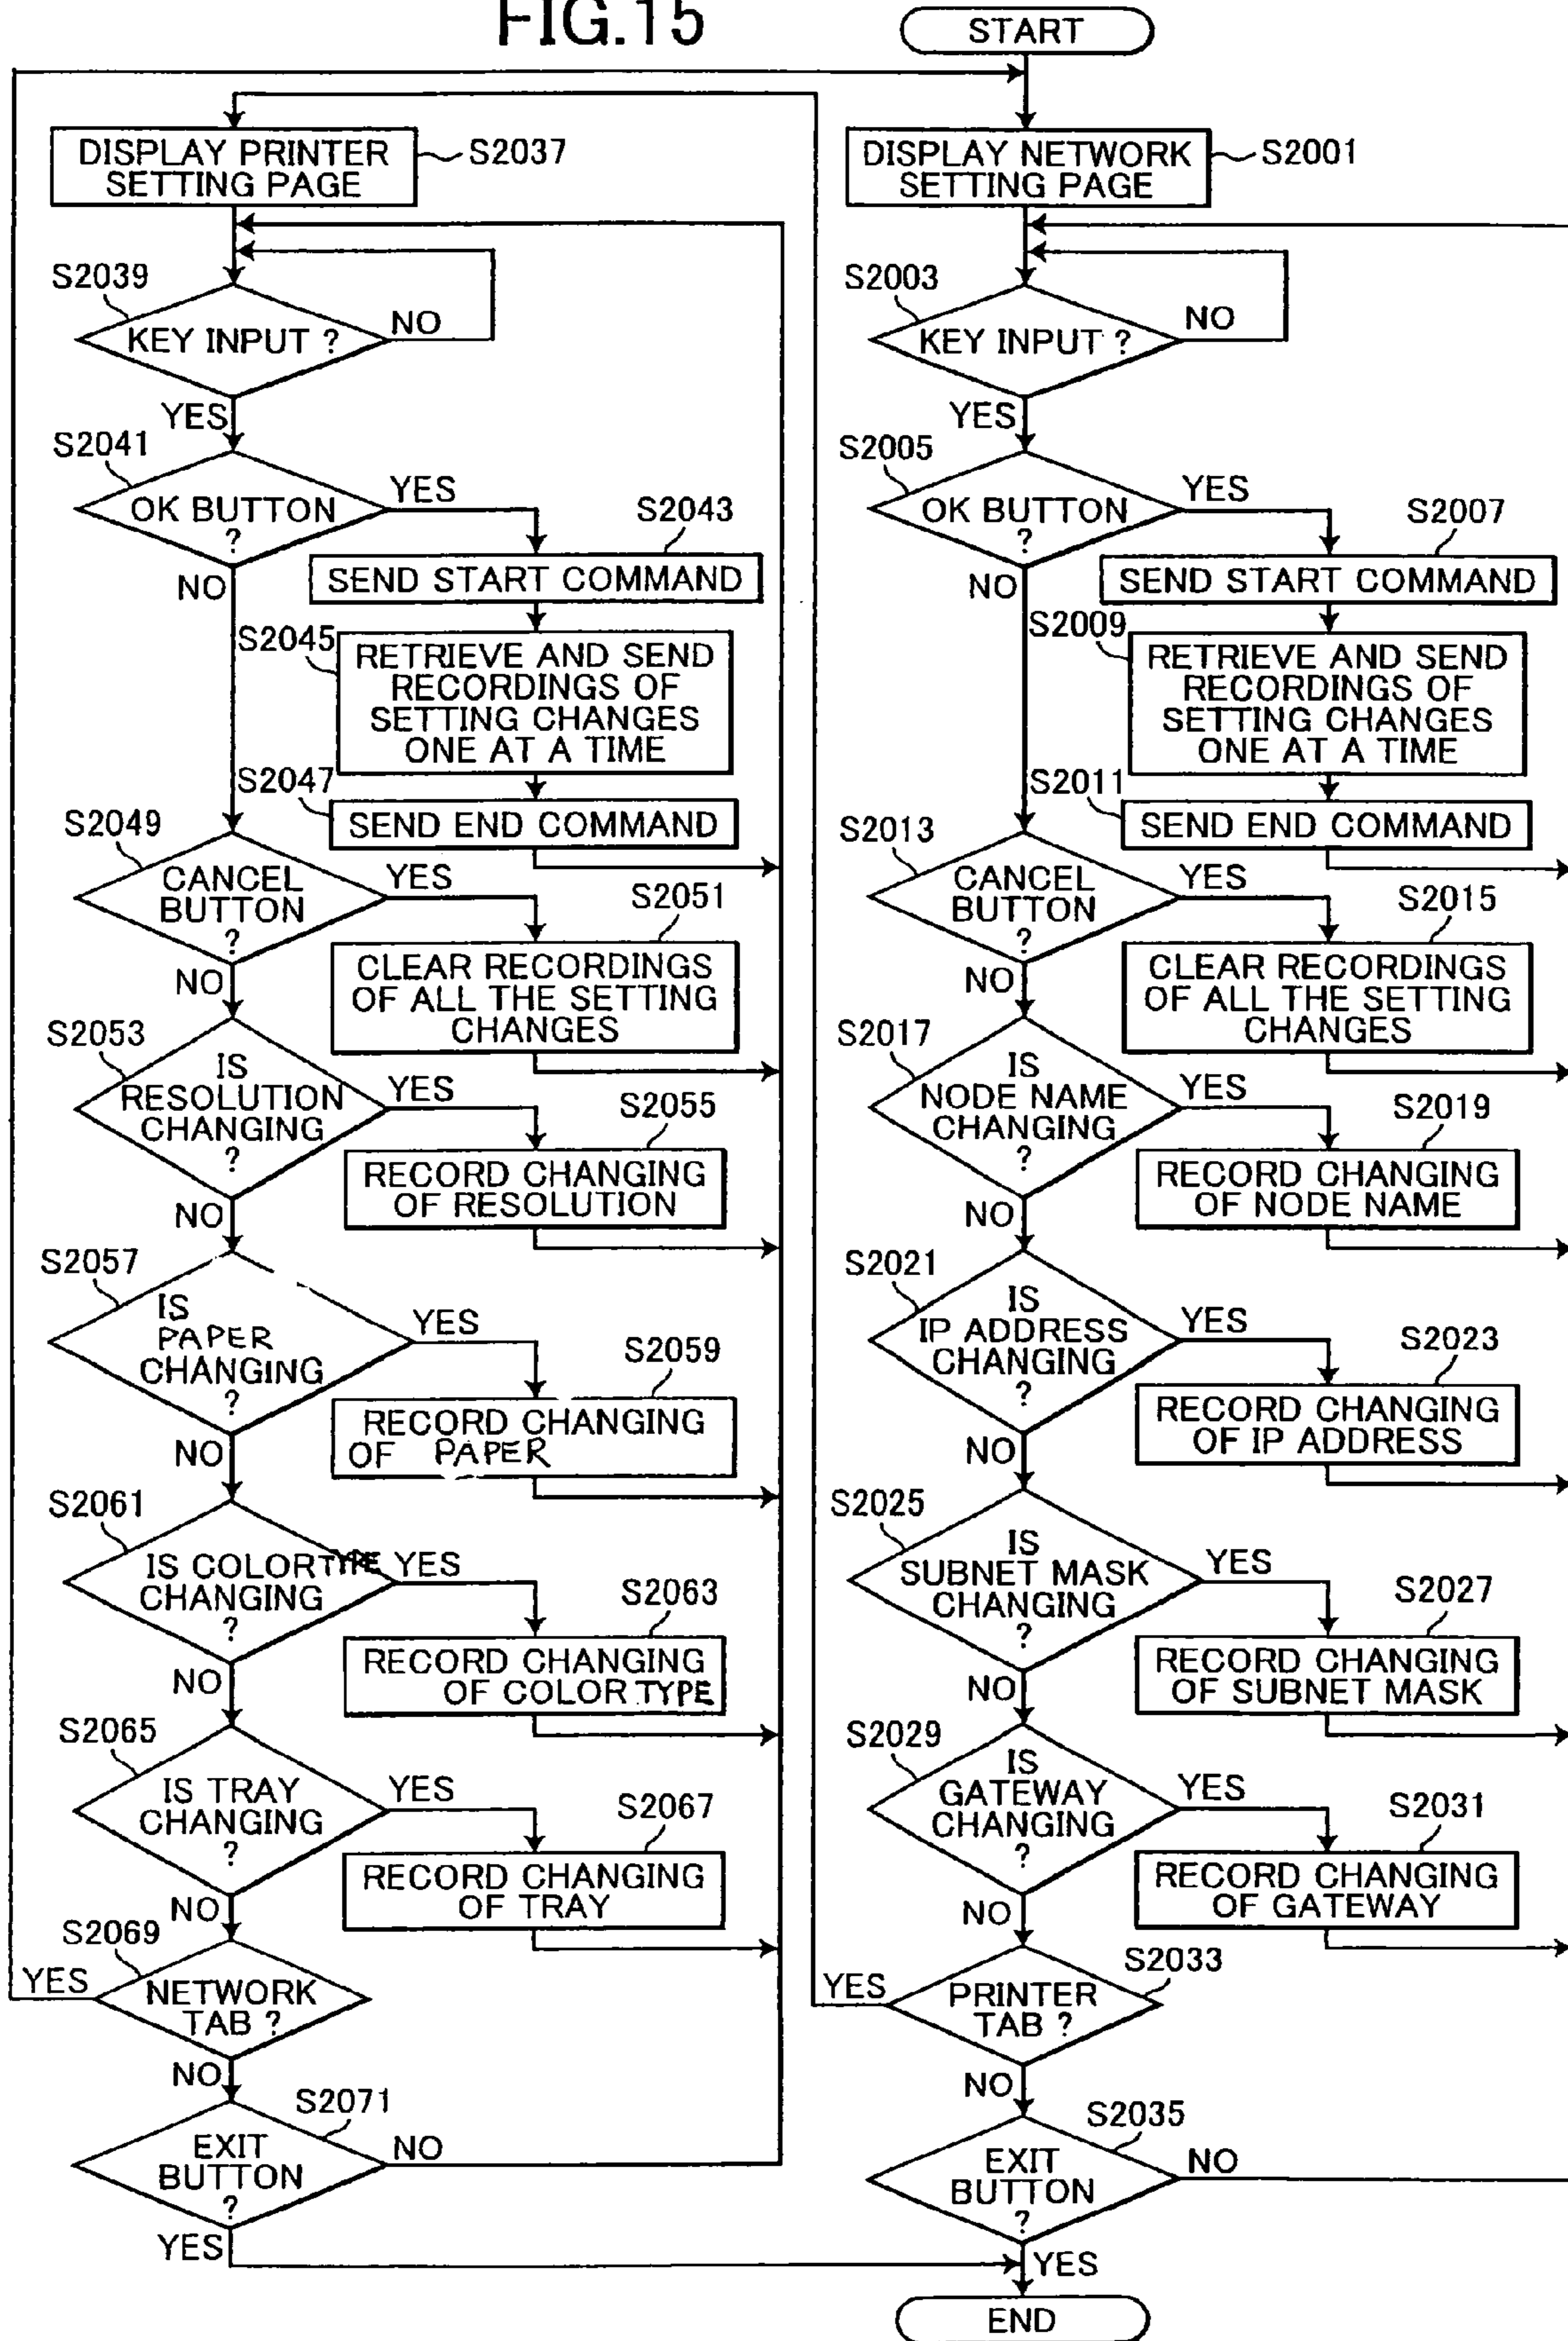 FIG.15
START
DISPLAY NETWORK
SETTING PAGE
S2001
S2003
KEY INPUT ?
NO
YES
S2005
OK BUTTON
?
YES
NO
S2007
SEND START COMMAND
S2009
RETRIEVE AND SEND
RECORDINGS OF
SETTING CHANGES
ONE AT A TIME
S2011
SEND END COMMAND
S2013
CANCEL
BUTTON
?
YES
NO
S2015
CLEAR RECORDINGS
OF ALL THE SETTING
CHANGES
S2017
IS
NODE NAME
CHANGING
?
YES
NO
S2019
RECORD CHANGING
OF NODE NAME
S2021
IS
IP ADDRESS
CHANGING
?
YES
NO
S2023
RECORD CHANGING
OF IP ADDRESS
S2025
IS
SUBNET MASK
CHANGING
?
YES
NO
S2027
RECORD CHANGING
OF SUBNET MASK
S2029
IS
GATEWAY
CHANGING
?
YES
NO
S2031
RECORD CHANGING
OF GATEWAY
S2033
PRINTER
TAB ?
YES
NO
S2035
EXIT
BUTTON
?
NO
YES
END
DISPLAY PRINTER
SETTING PAGE
S2037
S2039
KEY INPUT ?
NO
YES
S2041
OK BUTTON
?
YES
NO
S2043
SEND START COMMAND
S2045
RETRIEVE AND SEND
RECORDINGS OF
SETTING CHANGES
ONE AT A TIME
S2047
SEND END COMMAND
S2049
CANCEL
BUTTON
?
YES
NO
S2051
CLEAR RECORDINGS
OF ALL THE SETTING
CHANGES
S2053
IS
RESOLUTION
CHANGING
?
YES
NO
S2055
RECORD CHANGING
OF RESOLUTION
S2057
IS
PAPER
CHANGING
?
YES
NO
S2059
RECORD CHANGING
OF PAPER
S2061
IS COLOR TYPE
CHANGING
?
YES
NO
S2063
RECORD CHANGING
OF COLOR TYPE
S2065
IS TRAY
CHANGING
?
YES
NO
S2067
RECORD CHANGING
OF TRAY
S2069
NETWORK
TAB ?
YES
NO
S2071
EXIT
BUTTON
?
NO
YES